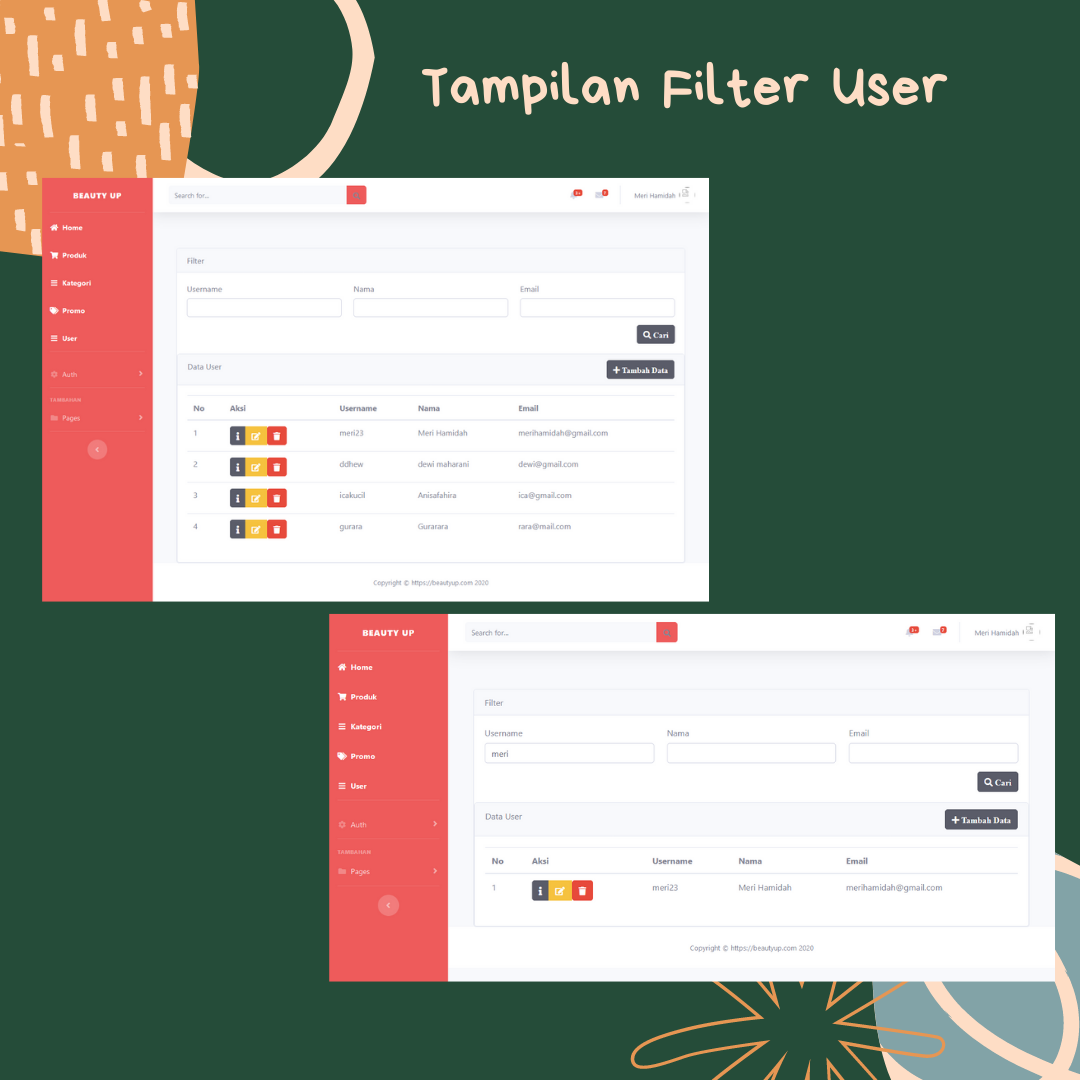 Tampilan Filter User
BEAUTY UP
Search for...
3+
7
Meri Hamidah
Home
Produk
Kategori
Promo
User
Auth
TAMBAHAN
Pages
Filter
Username Nama Email
Cari
Data User
Tambah Data
No Aksi Username Nama Email
1 meri23 Meri Hamidah merihamidah@gmail.com
2 ddhew dewi maharani dewi@gmail.com
3 icakucil Anisafahira ica@gmail.com
4 gurara Gurarara rara@mail.com
Copyright © https://beautyup.com 2020
BEAUTY UP
Search for...
3+
7
Meri Hamidah
Home
Produk
Kategori
Promo
User
Auth
TAMBAHAN
Pages
Filter
Username Nama Email
meri
Cari
Data User
Tambah Data
No Aksi Username Nama Email
1 meri23 Meri Hamidah merihamidah@gmail.com
Copyright © https://beautyup.com 2020